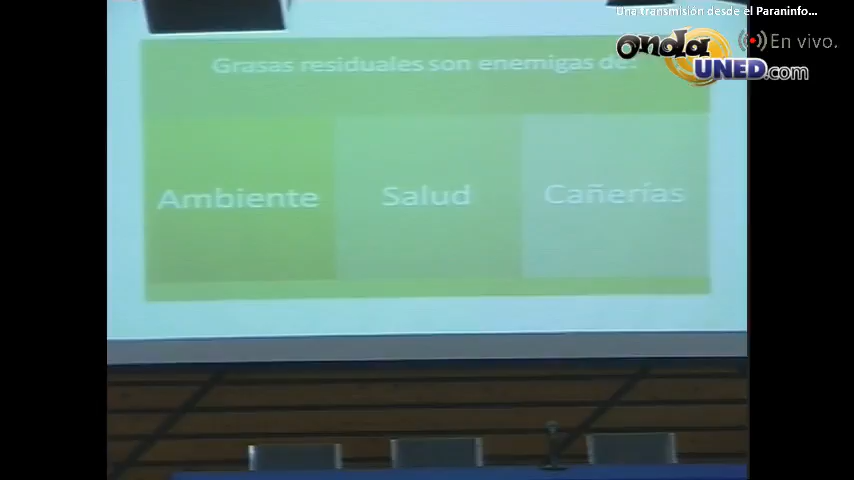 Una transmisión desde el Paraninfo...
onda
UNED.com
En vivo.
Grasas residuales son enemigas de:
Ambiente
Salud
Cañerías